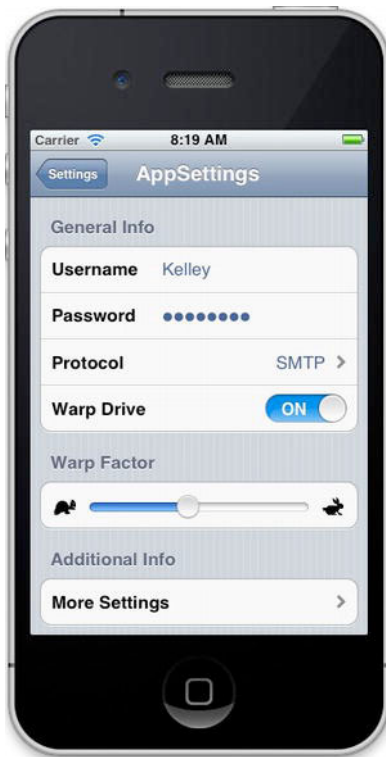 Carrier 8:19 AM
Settings AppSettings
General Info
Username Kelley
Password ●●●●●●●●
Protocol SMTP >
Warp Drive ON
Warp Factor
Additional Info
More Settings >